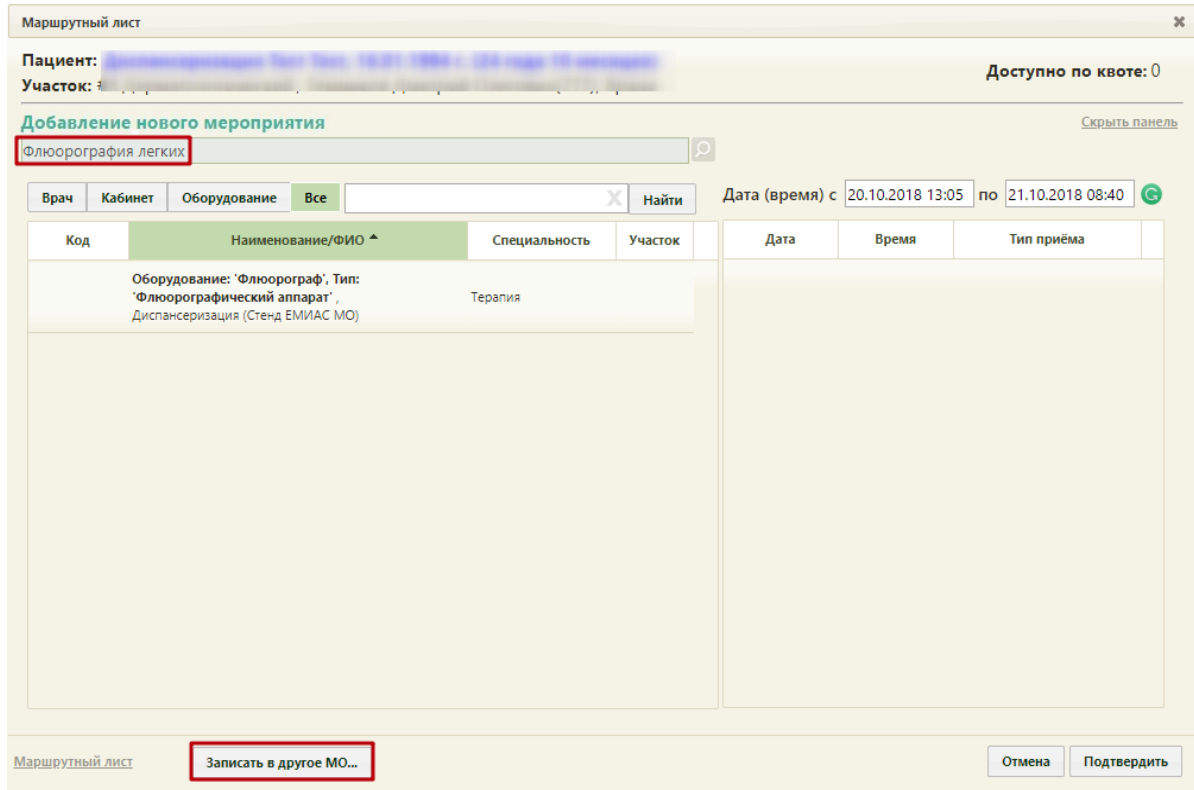 Маршрутный лист
Пациент:
Доступно по квоте: 0
Участок:
Добавление нового мероприятия
Скрыть панель
Флюорография легких
Врач Кабинет Оборудование Все Найти Дата (время) с 20.10.2018 13:05 по 21.10.2018 08:40
Код Наименование/ФИО Специальность Участок Дата Время Тип приёма
Оборудование: 'Флюорограф', Тип:
'Флюорографический аппарат' , Терапия
Диспансеризация (Стенд ЕМИАС МО)
Маршрутный лист Записать в другое МО... Отмена Подтвердить